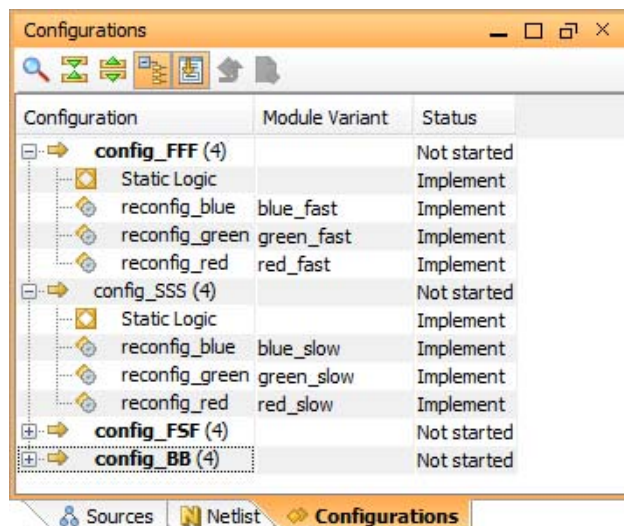 Configurations
Configuration Module Variant Status
config_FFF (4) Not started
Static Logic Implement
reconfig_blue blue_fast Implement
reconfig_green green_fast Implement
reconfig_red red_fast Implement
config_SSS (4) Not started
Static Logic Implement
reconfig_blue blue_slow Implement
reconfig_green green_slow Implement
reconfig_red red_slow Implement
config_FSF (4) Not started
config_BB (4) Not started
Sources Netlist Configurations